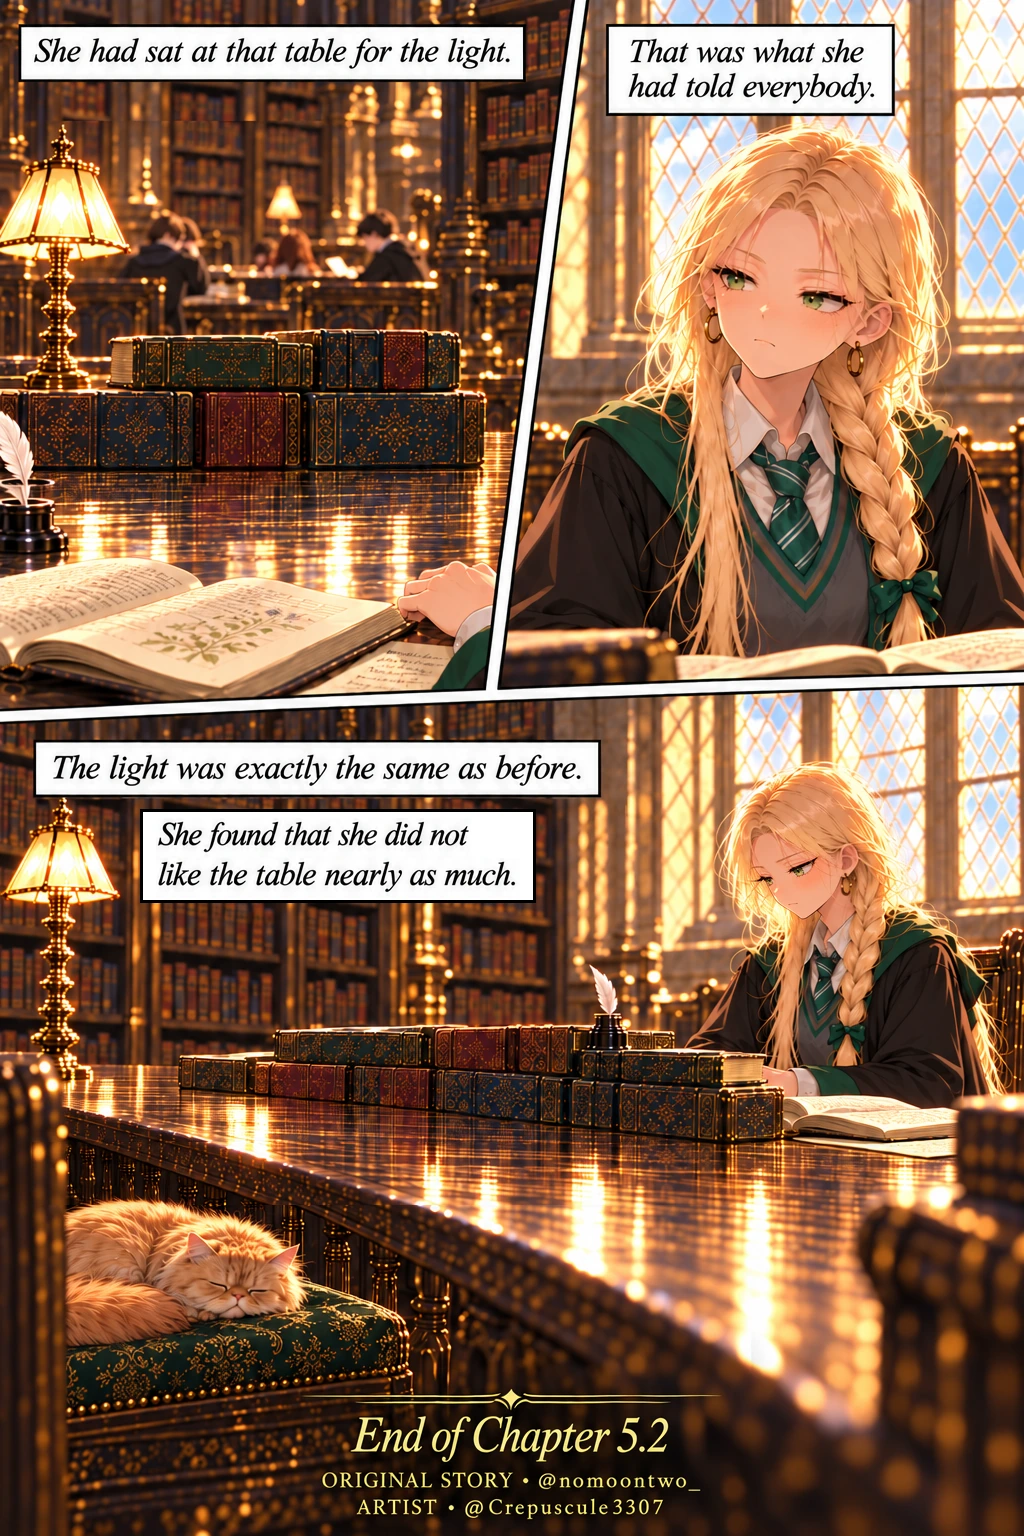 She had sat at that table for the light.
That was what she
had told everybody.
The light was exactly the same as before.
She found that she did not
like the table nearly as much.
End of Chapter 5.2
ORIGINAL STORY • @nomoontwo_
ARTIST • @Crepuscule3307